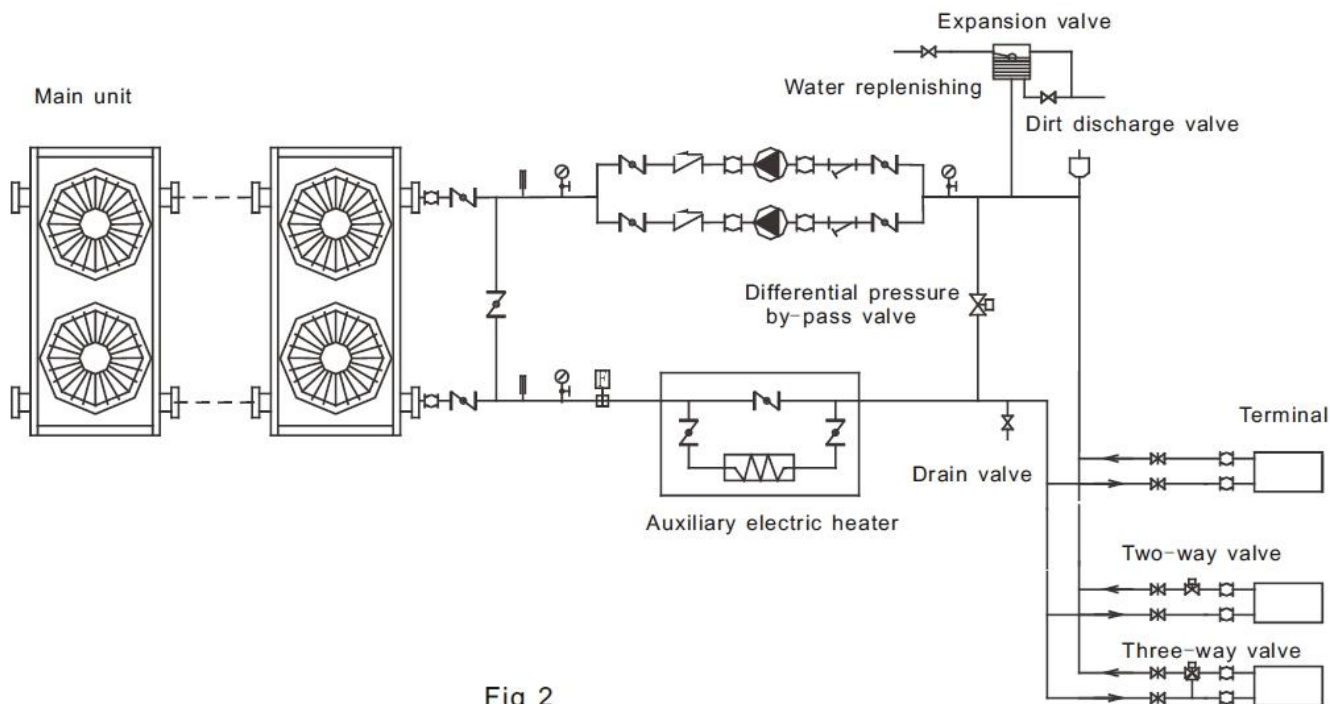 Expansion valve
Water replenishing
Main unit
Dirt discharge valve
Differential pressure
by-pass valve
F
Terminal
Drain valve
Auxiliary electric heater
Two-way valve
Three-way valve
Fig 2